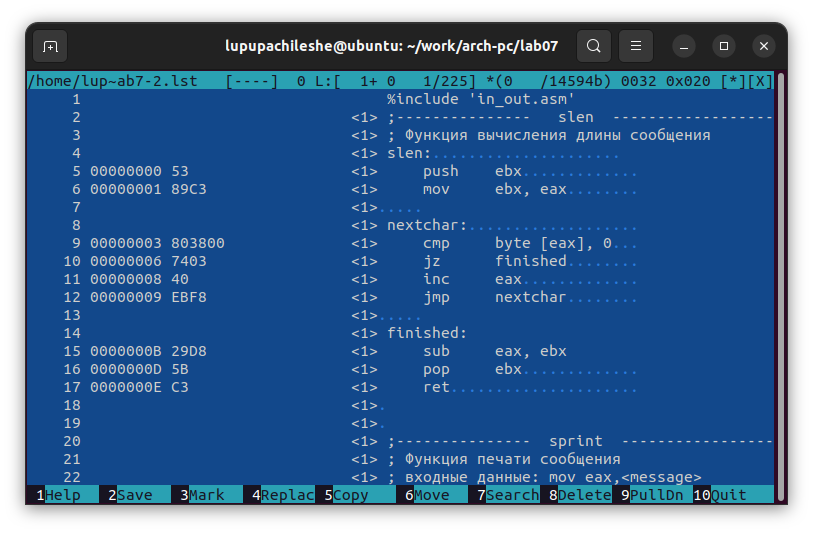 lupupachileshe@ubuntu: ~/work/arch-pc/lab07
/home/lup~ab7-2.lst   [----]  0 L:[  1+ 0   1/225] *(0   /14594b) 0032 0x020 [*][X]
     1                                  %include 'in_out.asm'
     2                              <1> ;---------------   slen  ------------------
     3                              <1> ; Функция вычисления длины сообщения
     4                              <1> slen:.....................
     5 00000000 53                  <1>     push    ebx.............
     6 00000001 89C3                <1>     mov     ebx, eax........
     7                              <1>.....
     8                              <1> nextchar:...................
     9 00000003 803800              <1>     cmp     byte [eax], 0...
    10 00000006 7403                <1>     jz      finished........
    11 00000008 40                  <1>     inc     eax.............
    12 00000009 EBF8                <1>     jmp     nextchar........
    13                              <1>.....
    14                              <1> finished:
    15 0000000B 29D8                <1>     sub     eax, ebx
    16 0000000D 5B                  <1>     pop     ebx.............
    17 0000000E C3                  <1>     ret.....................
    18                              <1>.
    19                              <1>.
    20                              <1> ;---------------  sprint  -----------------
    21                              <1> ; Функция печати сообщения
    22                              <1> ; входные данные: mov eax,<message>
1Help  2Save  3Mark  4Replac 5Copy  6Move  7Search 8Delete 9PullDn 10Quit